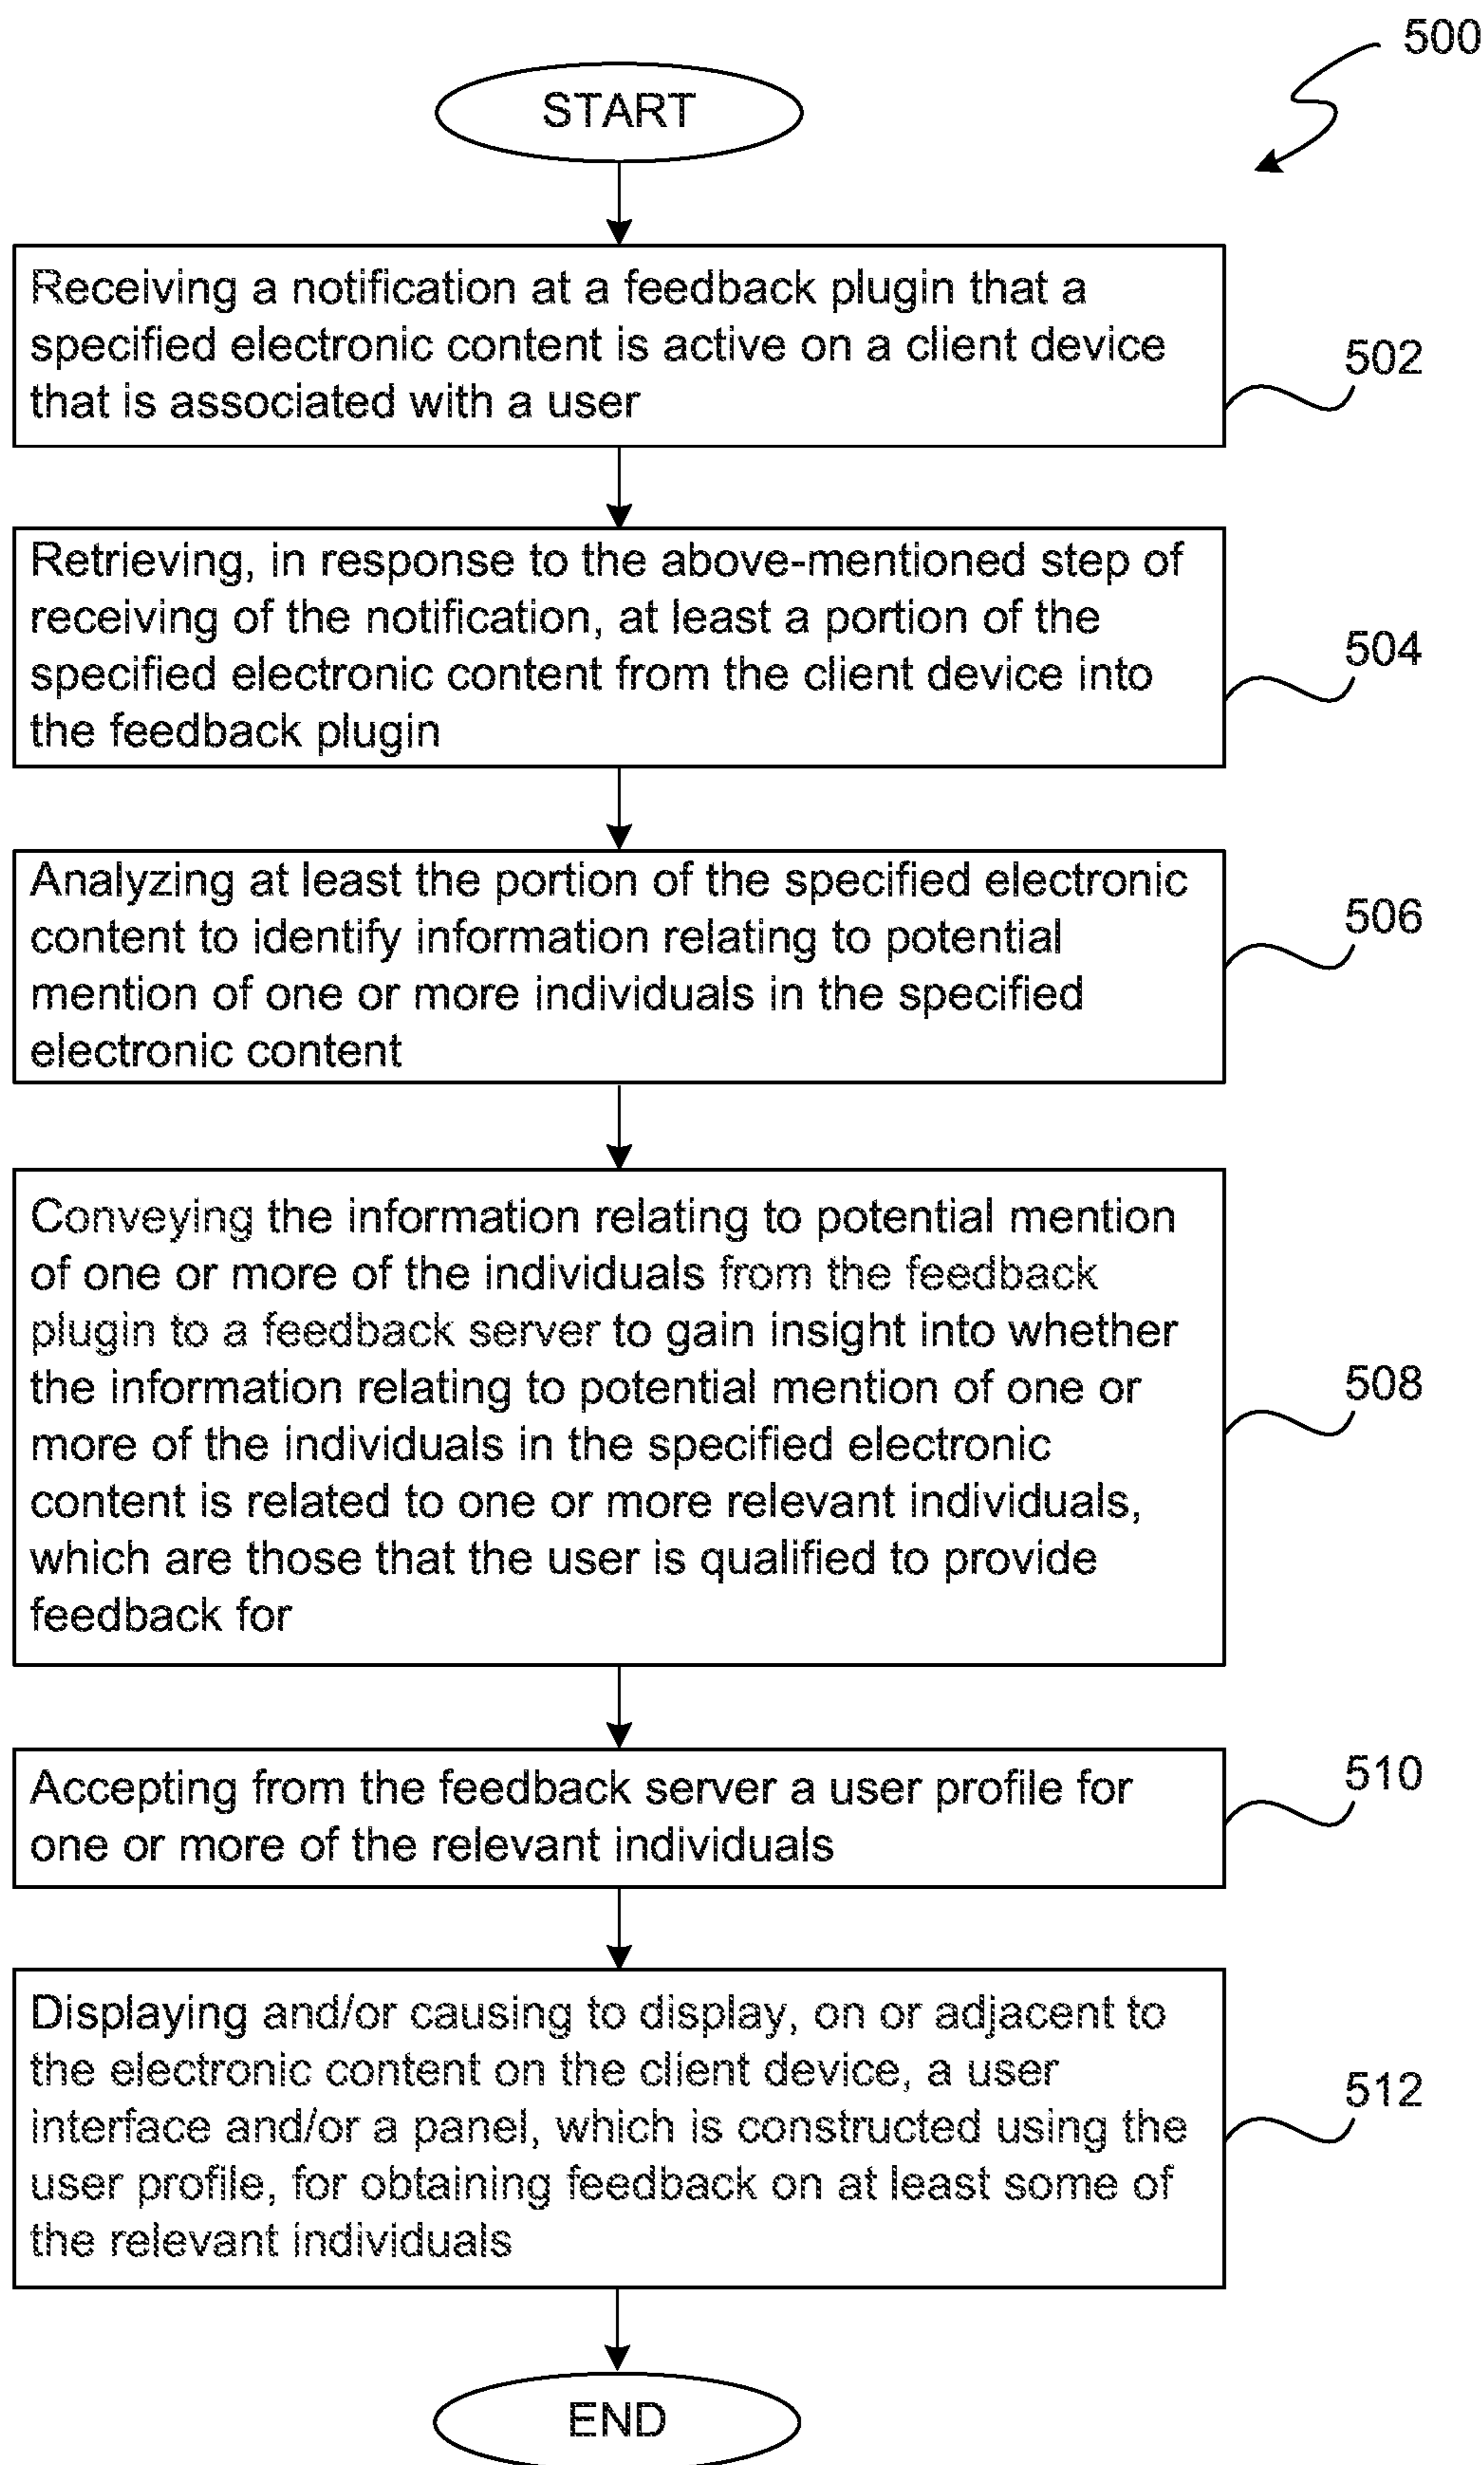 500
START
Receiving a notification at a feedback plugin that a
specified electronic content is active on a client device
that is associated with a user
502
Retrieving, in response to the above-mentioned step of
receiving of the notification, at least a portion of the
specified electronic content from the client device into
the feedback plugin
504
Analyzing at least the portion of the specified electronic
content to identify information relating to potential
mention of one or more individuals in the specified
electronic content
506
Conveying the information relating to potential mention
of one or more of the individuals from the feedback
plugin to a feedback server to gain insight into whether
the information relating to potential mention of one or
more of the individuals in the specified electronic
content is related to one or more relevant individuals,
which are those that the user is qualified to provide
feedback for
508
Accepting from the feedback server a user profile for
one or more of the relevant individuals
510
Displaying and/or causing to display, on or adjacent to
the electronic content on the client device, a user
interface and/or a panel, which is constructed using the
user profile, for obtaining feedback on at least some of
the relevant individuals
512
END